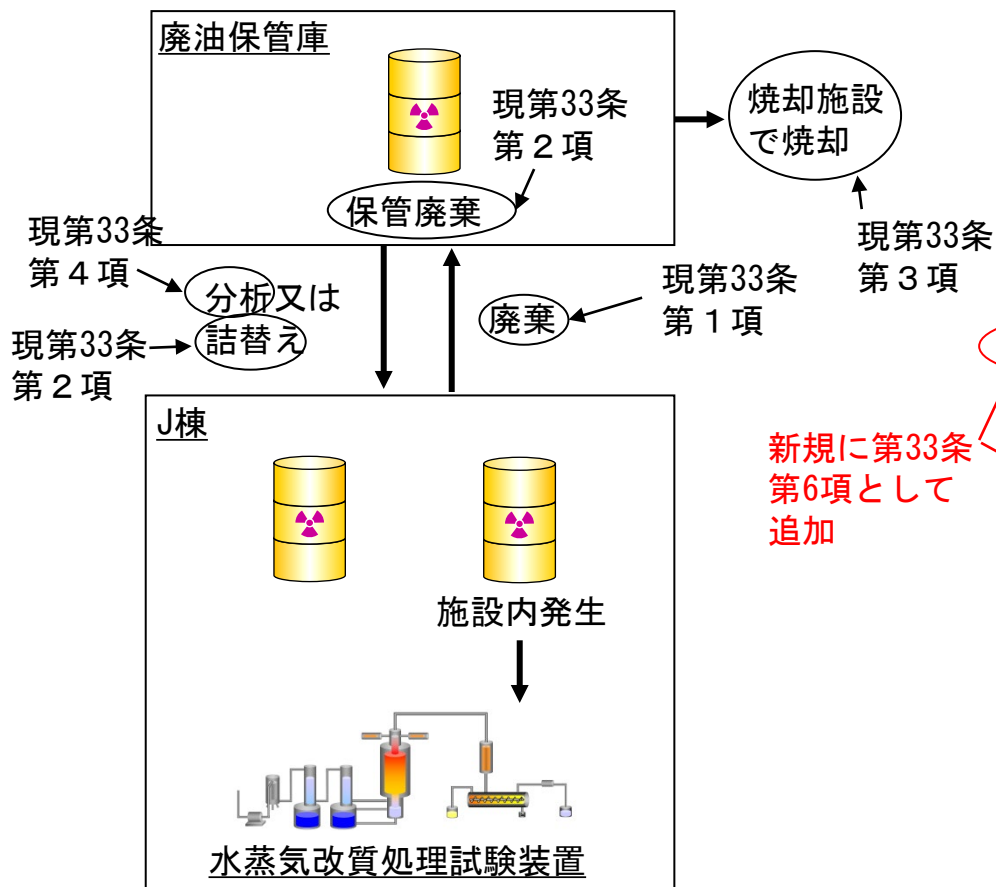 廃油保管庫
現第33条
第２項
保管廃棄
焼却施設
で焼却
現第33条
第３項
現第33条
第４項
分析又は
詰替え
現第33条
第２項
廃棄
現第33条
第１項
新規に第33条
第6項として
追加
J棟
施設内発生
水蒸気改質処理試験装置